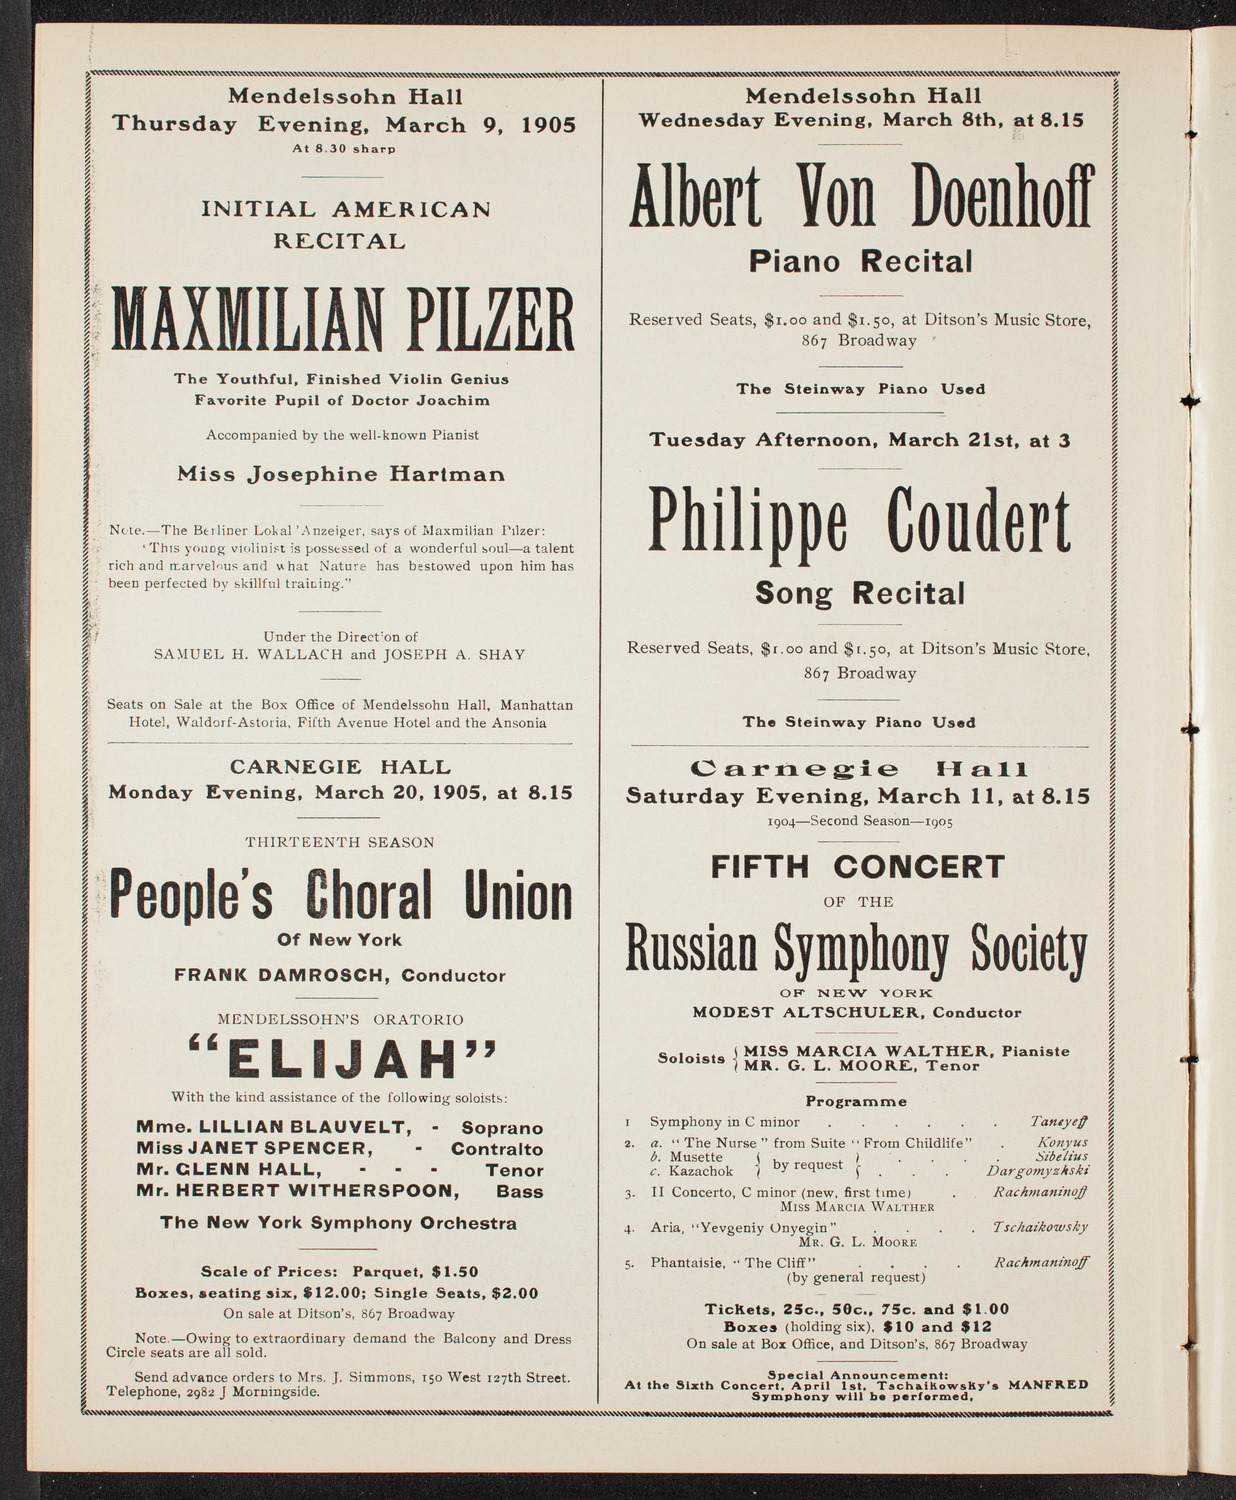 Mendelssohn Hall
Thursday Evening, March 9, 1905
At 8.30 sharp
INITIAL AMERICAN
RECITAL
MAXMILIAN PILZER
The Youthful, Finished Violin Genius
Favorite Pupil of Doctor Joachim
Accompanied by the well-known Pianist
Miss Josephine Hartman
Note.—The Berliner Lokal 'Anzeiger, says of Maxmilian Pilzer:
'This young violinist is possessed of a wonderful soul—a talent
rich and marvelous and what Nature has bestowed upon him has
been perfected by skillful training."
Under the Direction of
SAMUEL H. WALLACH and JOSEPH A. SHAY
Seats on Sale at the Box Office of Mendelssohn Hall, Manhattan
Hotel, Waldorf-Astoria, Fifth Avenue Hotel and the Ansonia
CARNEGIE HALL
Monday Evening, March 20, 1905, at 8.15
THIRTEENTH SEASON
People's Choral Union
Of New York
FRANK DAMROSCH, Conductor
MENDELSSOHN'S ORATORIO
"ELIJAH"
With the kind assistance of the following soloists:
Mme. LILLIAN BLAUVELT, - Soprano
Miss JANET SPENCER, - Contralto
Mr. GLENN HALL, - - - Tenor
Mr. HERBERT WITHERSPOON, Bass
The New York Symphony Orchestra
Scale of Prices: Parquet, $1.50
Boxes, seating six, $12.00; Single Seats, $2.00
On sale at Ditson's, 867 Broadway
Note.—Owing to extraordinary demand the Balcony and Dress
Circle seats are all sold.
Send advance orders to Mrs. J. Simmons, 150 West 127th Street.
Telephone, 2982 J Morningside.
Mendelssohn Hall
Wednesday Evening, March 8th, at 8.15
Albert Von Doenhoff
Piano Recital
Reserved Seats, $1.00 and $1.50, at Ditson's Music Store,
867 Broadway
The Steinway Piano Used
Tuesday Afternoon, March 21st, at 3
Philippe Coudert
Song Recital
Reserved Seats, $1.00 and $1.50, at Ditson's Music Store,
867 Broadway
The Steinway Piano Used
Carnegie Hall
Saturday Evening, March 11, at 8.15
1904—Second Season—1905
FIFTH CONCERT
OF THE
Russian Symphony Society
OF NEW YORK
MODEST ALTSCHULER, Conductor
Soloists { MISS MARCIA WALTHER, Pianiste
MR. G. L. MOORE, Tenor
Programme
1 Symphony in C minor . . . . . . Taneyeff
2. a. "The Nurse" from Suite "From Childlife" . Konyus
b. Musette } by request { . . . . Sibelius
c. Kazachok . . . Dargomyzhski
3. II Concerto, C minor (new, first time) . Rachmaninoff
MISS MARCIA WALTHER
4. Aria, "Yevgeniy Onyegin" . . . . Tschaikowsky
MR. G. L. MOORE
5. Phantaisie, "The Cliff" . . . . Rachmaninoff
(by general request)
Tickets, 25c., 50c., 75c. and $1.00
Boxes (holding six), $10 and $12
On sale at Box Office, and Ditson's, 867 Broadway
Special Announcement:
At the Sixth Concert, April 1st, Tschaikowsky's MANFRED
Symphony will be performed,